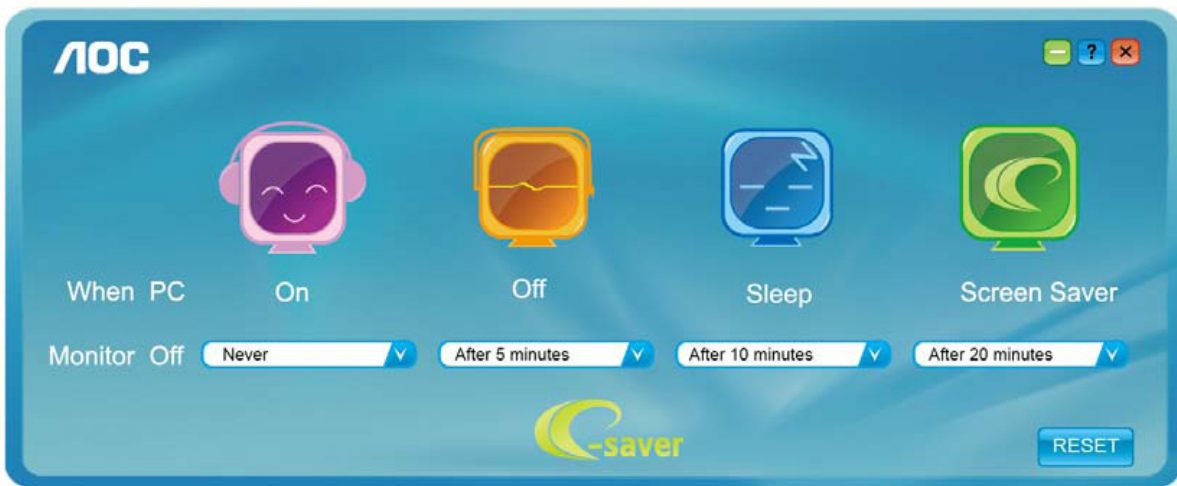 AOC
?
When PC On Off Sleep Screen Saver
Monitor Off Never After 5 minutes After 10 minutes After 20 minutes
e-saver
RESET